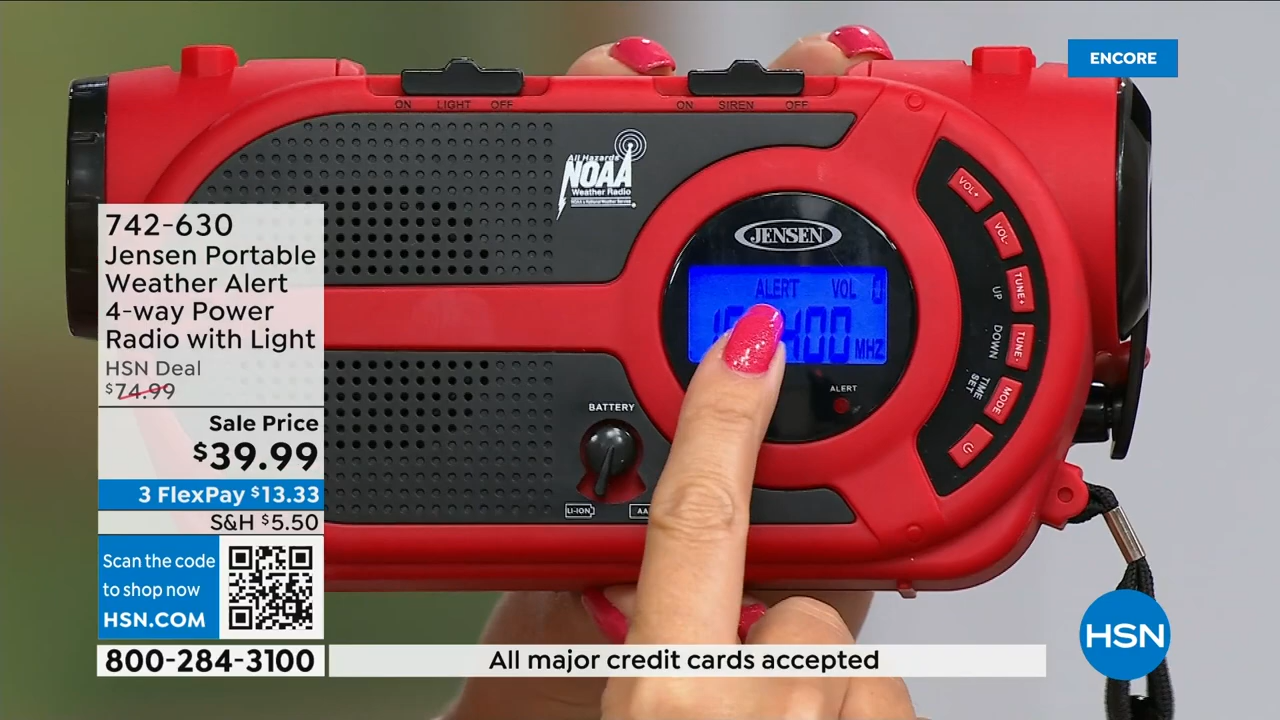 ENCORE
ON LIGHT OFF
ON SIREN OFF
All Hazards
NOAA
Weather Radio
JENSEN
ALERT VOL 0
MHZ
ALERT
VOL+
VOL-
TUNE+
UP
TUNE-
DOWN
MODE
TIME SET
BATTERY
LI-ION
AA
742-630
Jensen Portable
Weather Alert
4-way Power
Radio with Light
HSN Deal
$74.99
Sale Price
$39.99
3 FlexPay $13.33
S&H $5.50
Scan the code
to shop now
HSN.COM
800-284-3100
All major credit cards accepted
HSN